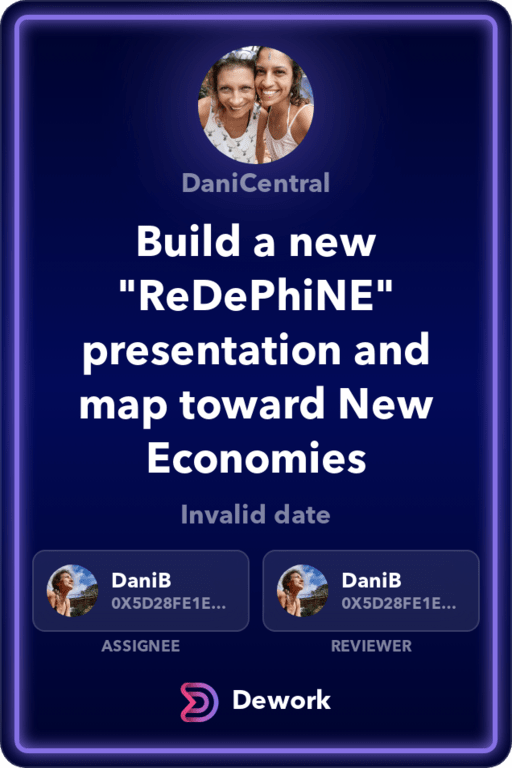 DaniCentral
Build a new
"ReDePhiNE"
presentation and
map toward New
Economies
Invalid date
DaniB
0X5D28FE1E...
ASSIGNEE
DaniB
0X5D28FE1E...
REVIEWER
Dework